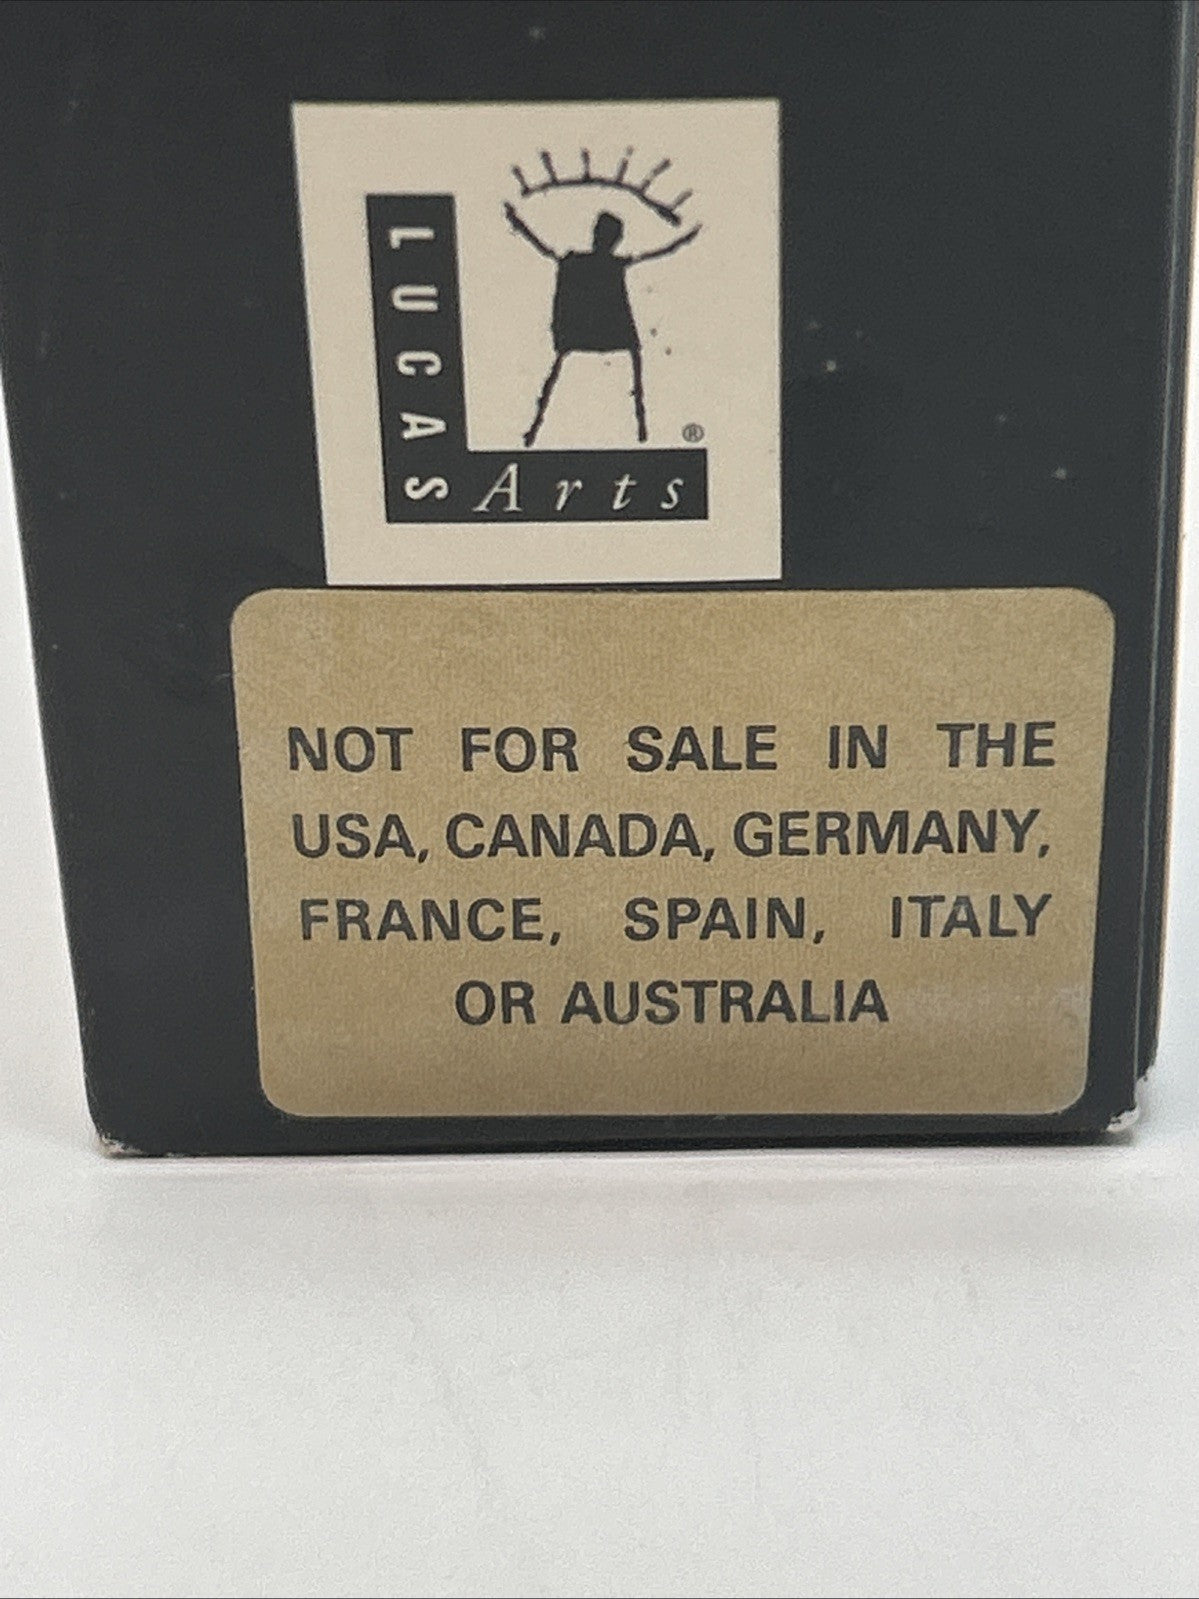 LUCAS
Arts
®
NOT FOR SALE IN THE
USA, CANADA, GERMANY,
FRANCE, SPAIN, ITALY
OR AUSTRALIA